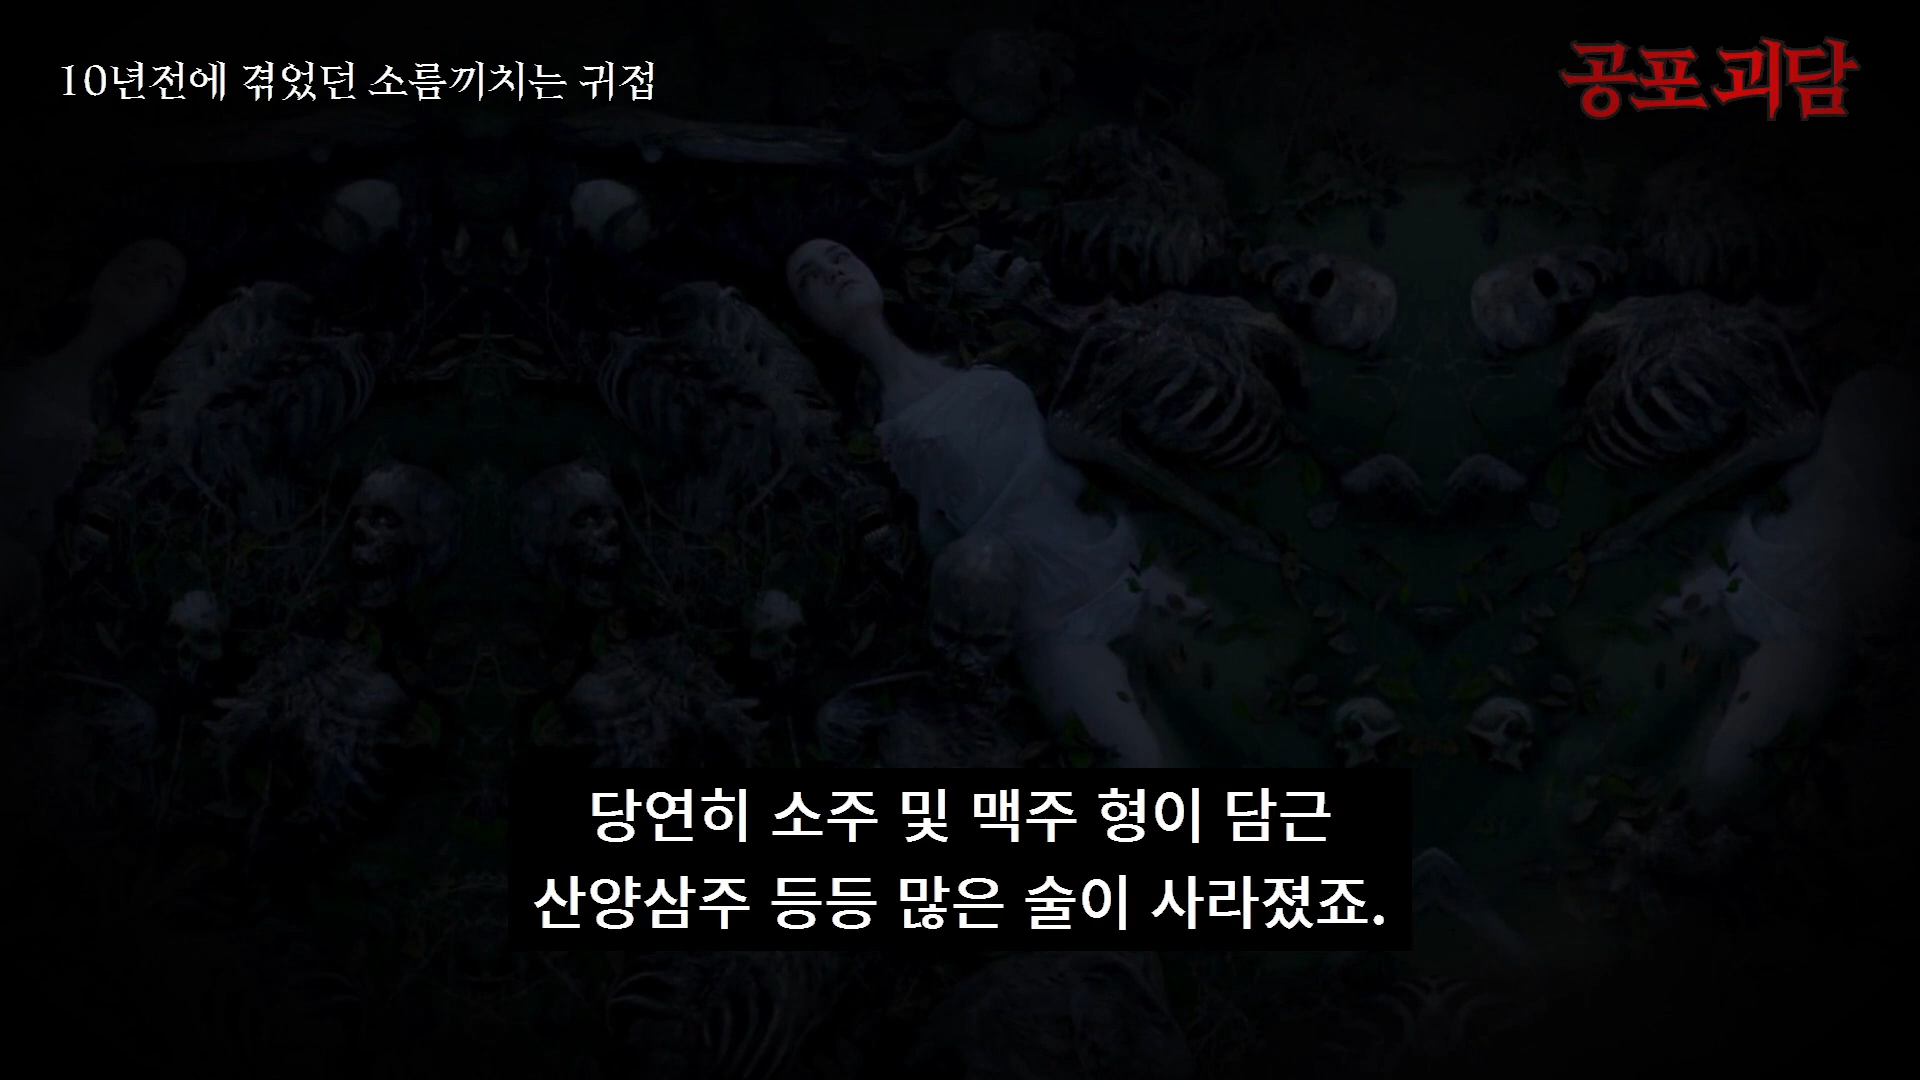 10년전에 겪었던 소름끼치는 귀접
공포 괴담
당연히 소주 및 맥주 형이 담근
산양삼주 등등 많은 술이 사라졌죠.